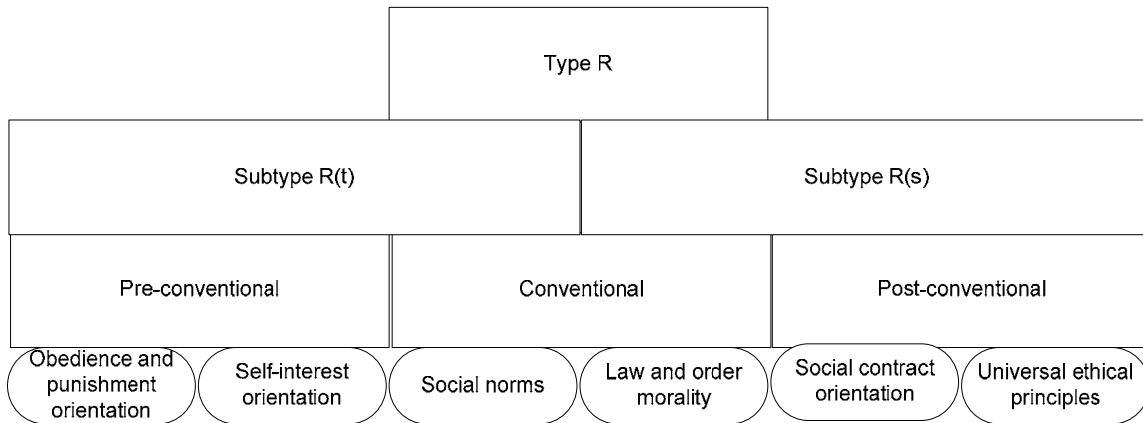 Type R
Subtype R(t)
Subtype R(s)
Pre-conventional
Conventional
Post-conventional
Obedience and
punishment
orientation
Self-interest
orientation
Social norms
Law and order
morality
Social contract
orientation
Universal ethical
principles